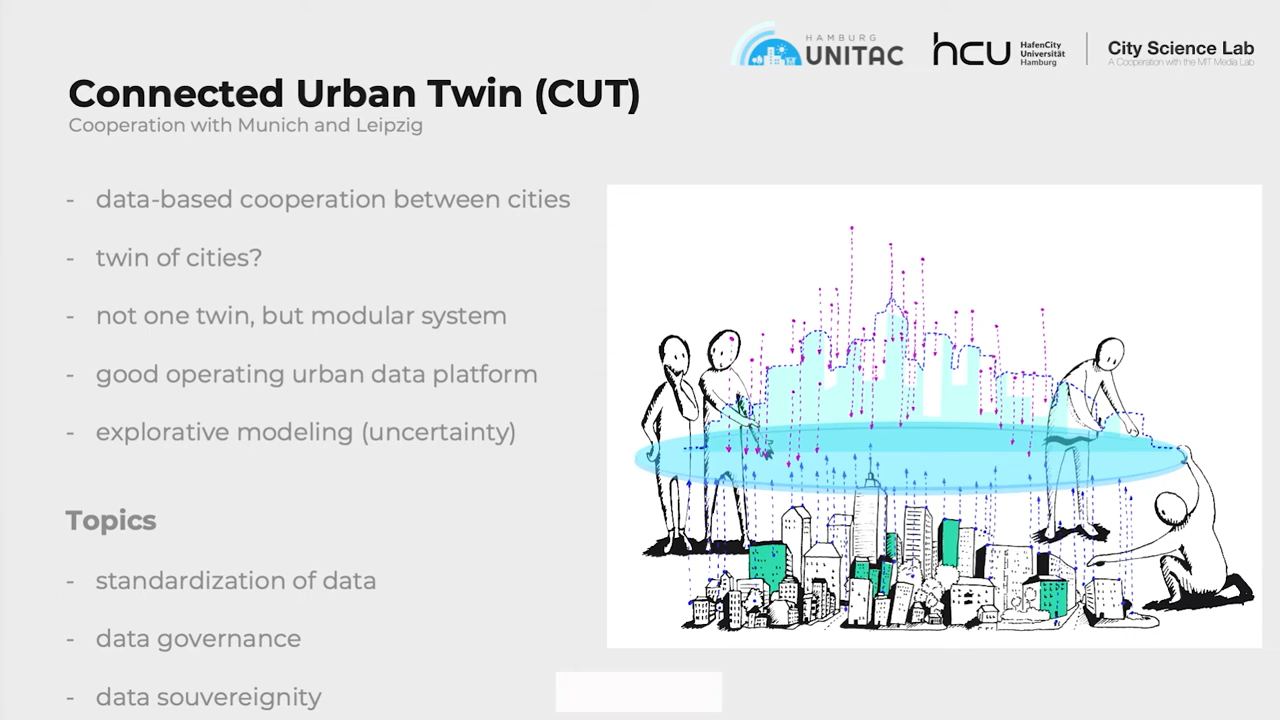 HAMBURG
UNITAC
hcu
HafenCity
Universität
Hamburg
City Science Lab
A Cooperation with the MIT Media Lab
Connected Urban Twin (CUT)
Cooperation with Munich and Leipzig
- data-based cooperation between cities
- twin of cities?
- not one twin, but modular system
- good operating urban data platform
- explorative modeling (uncertainty)
Topics
- standardization of data
- data governance
- data souvereignity